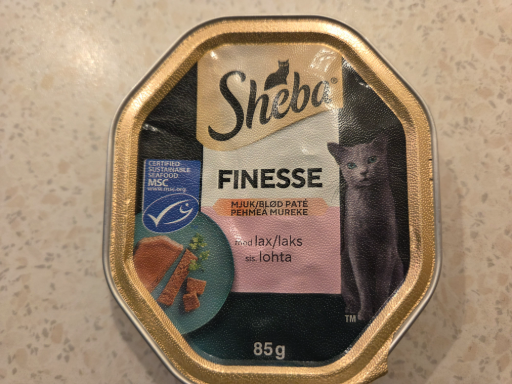 Sheba®
CERTIFIED
SUSTAINABLE
SEAFOOD
MSC
www.msc.org
FINESSE
MJUK/BLØD PATÉ
PEHMEA MUREKE
med lax/laks
sis. lohta
TM
85g